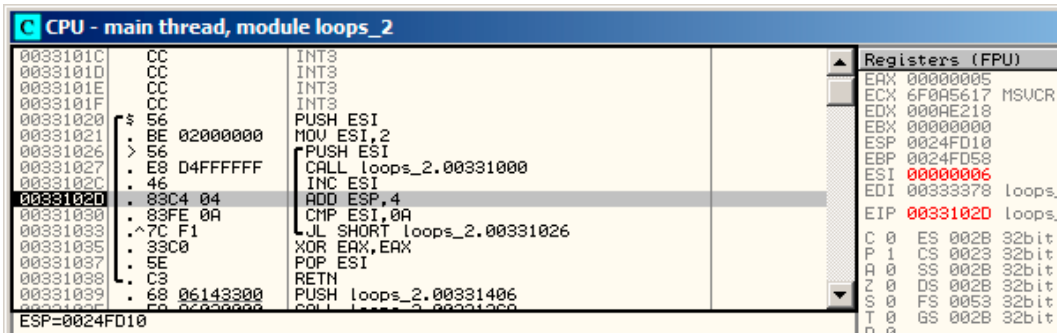 C CPU - main thread, module loops_2
0033101C CC INT3
0033101D CC INT3
0033101E CC INT3
0033101F CC INT3
00331020 $ 56 PUSH ESI
00331021 . BE 02000000 MOV ESI,2
00331026 > 56 PUSH ESI
00331027 . E8 D4FFFFFF CALL loops_2.00331000
0033102C . 46 INC ESI
0033102D . 83C4 04 ADD ESP,4
00331030 . 83FE 0A CMP ESI,0A
00331033 .^7C F1 JL SHORT loops_2.00331026
00331035 . 33C0 XOR EAX,EAX
00331037 . 5E POP ESI
00331038 . C3 RETN
00331039 . 68 06143300 PUSH loops_2.00331406
ESP=0024FD10
Registers (FPU)
EAX 00000005
ECX 6F0A5617 MSVCR
EDX 000AE218
EBX 00000000
ESP 0024FD10
EBP 0024FD58
ESI 00000006
EDI 00333378 loops_
EIP 0033102D loops_
C 0 ES 002B 32bit
P 1 CS 0023 32bit
A 0 SS 002B 32bit
Z 0 DS 002B 32bit
S 0 FS 0053 32bit
T 0 GS 002B 32bit